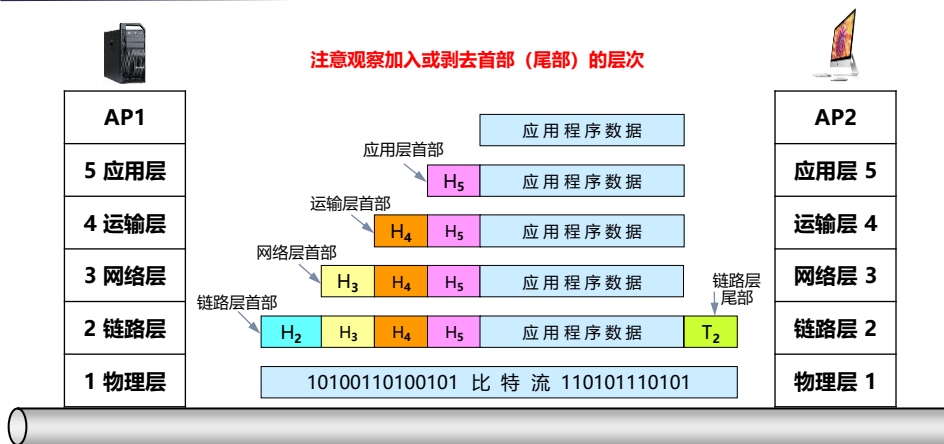 注意观察加入或剥去首部（尾部）的层次
AP1
AP2
应用程序数据
应用层首部
5 应用层
H₅ 应用程序数据
应用层 5
运输层首部
4 运输层
H₄ H₅ 应用程序数据
运输层 4
网络层首部
3 网络层
H₃ H₄ H₅ 应用程序数据
网络层 3
链路层首部
链路层
尾部
2 链路层
H₂ H₃ H₄ H₅ 应用程序数据 T₂
链路层 2
1 物理层
10100110100101 比特流 110101110101
物理层 1